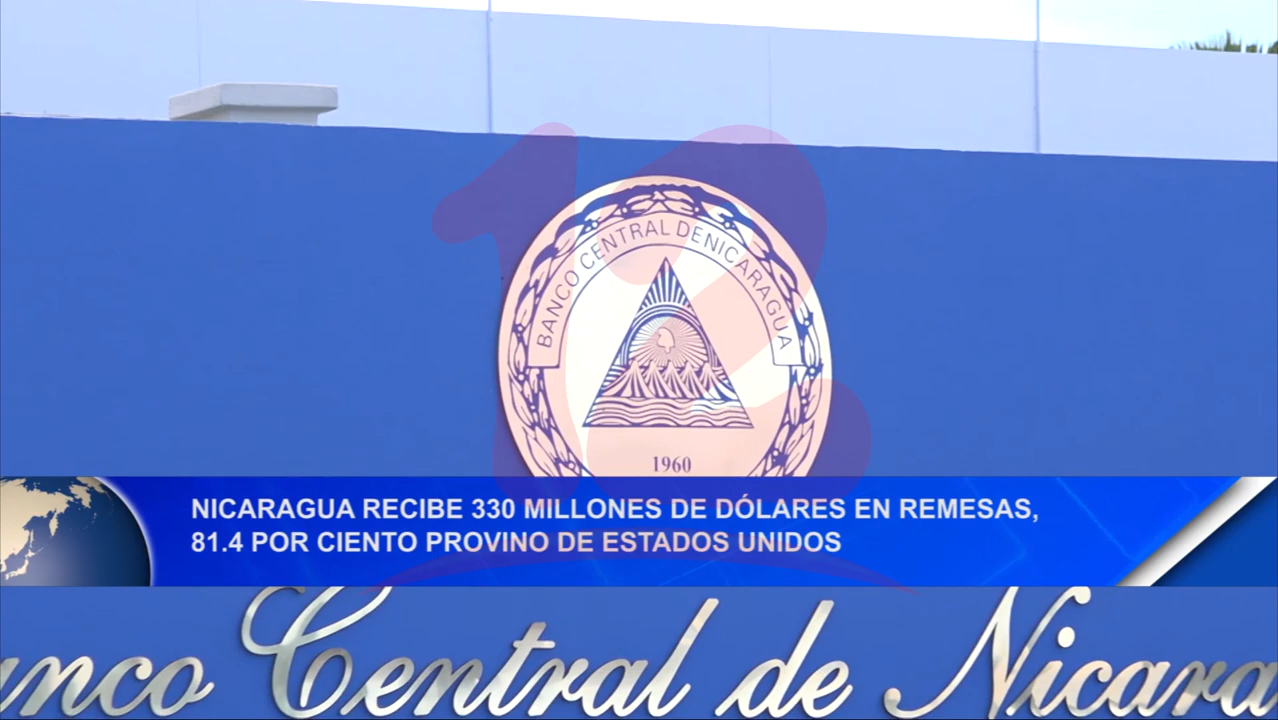 BANCO CENTRAL DE NICARAGUA
1960
NICARAGUA RECIBE 330 MILLONES DE DÓLARES EN REMESAS,
81.4 POR CIENTO PROVINO DE ESTADOS UNIDOS
anco Central de Nicara
12